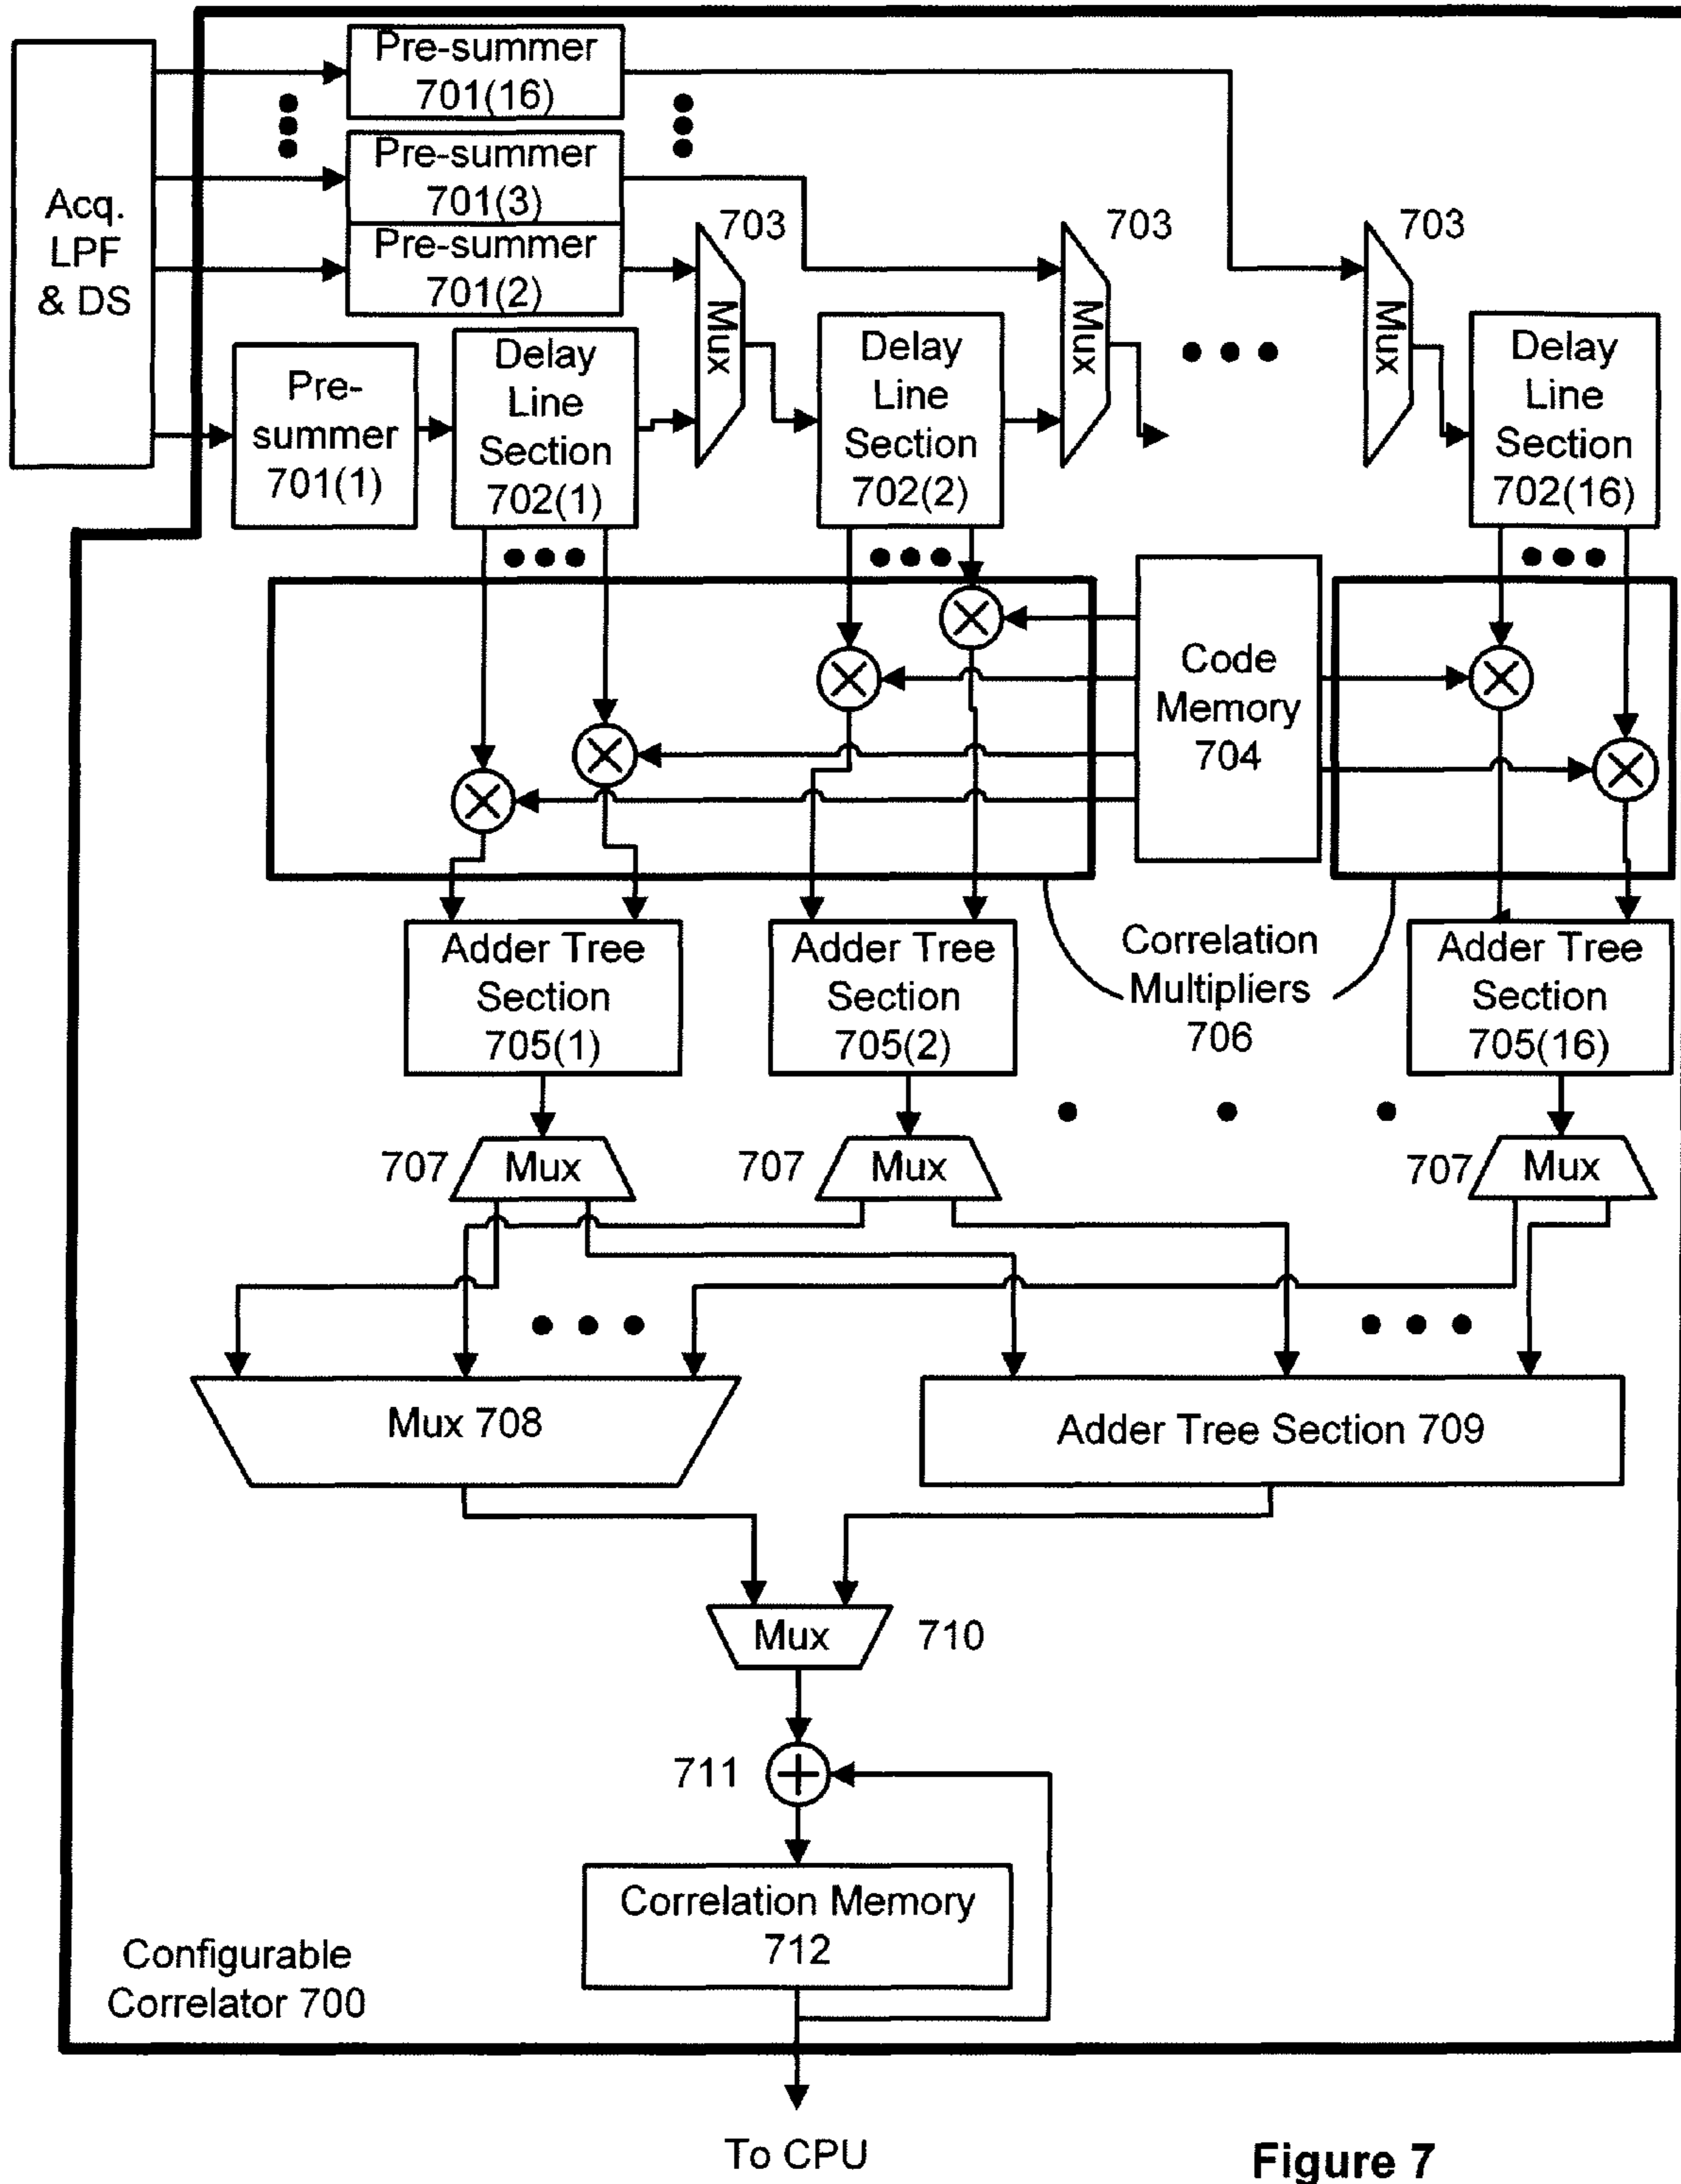 Pre-summer
701(16)
Pre-summer
701(3)
Pre-summer
701(2)
Acq.
LPF
& DS
Pre-
summer
701(1)
Delay
Line
Section
702(1)
703
Mux
Delay
Line
Section
702(2)
703
Mux
703
Mux
Delay
Line
Section
702(16)
Code
Memory
704
Correlation
Multipliers
706
Adder Tree
Section
705(1)
Adder Tree
Section
705(2)
Adder Tree
Section
705(16)
707
Mux
707
Mux
707
Mux
Mux 708
Adder Tree Section 709
Mux
710
711
Correlation Memory
712
Configurable
Correlator 700
To CPU
Figure 7